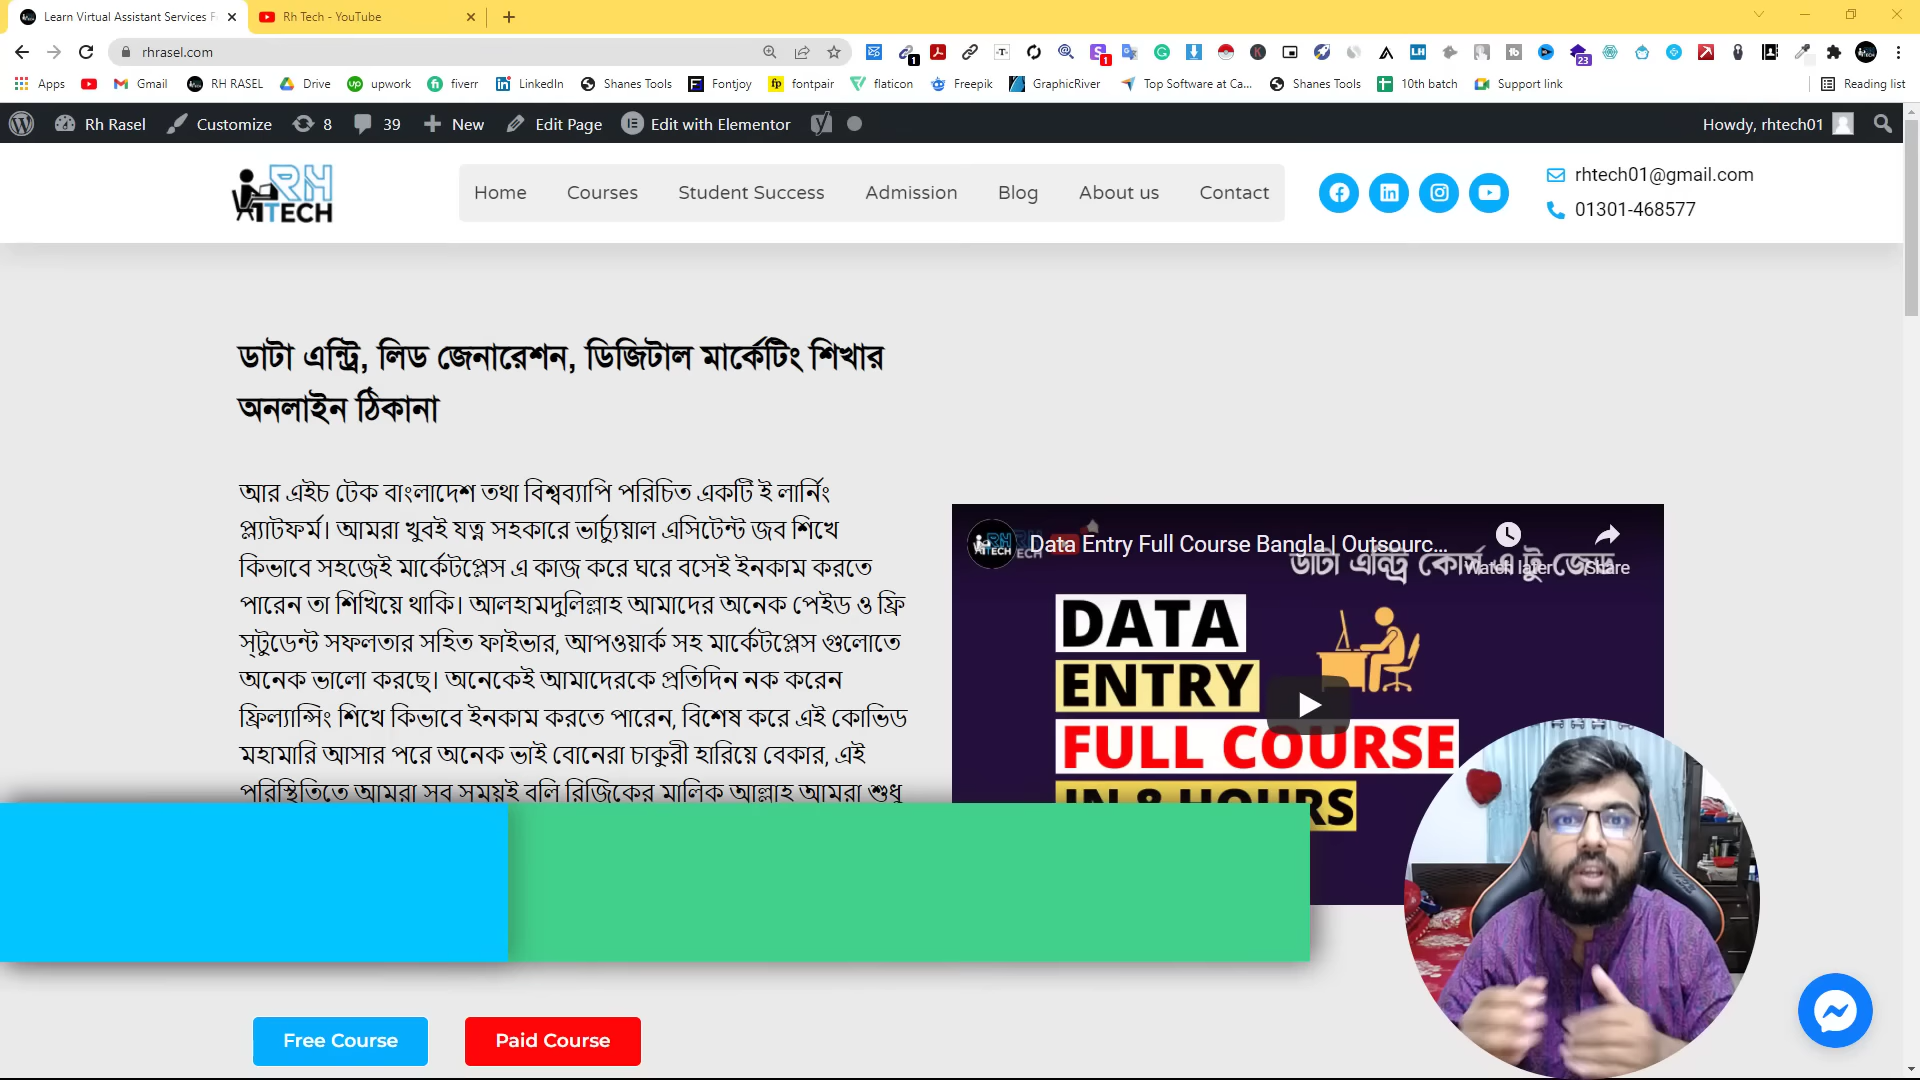 Learn Virtual Assistant Services F
Rh Tech - YouTube
rhrasel.com
1
1
23
Apps
Gmail
RH RASEL
Drive
upwork
fiverr
LinkedIn
Shanes Tools
Fontjoy
fontpair
flaticon
Freepik
GraphicRiver
Top Software at Ca...
Shanes Tools
10th batch
Support link
Reading list
Rh Rasel
Customize
8
39
New
Edit Page
Edit with Elementor
Howdy, rhtech01
RH
TECH
Home
Courses
Student Success
Admission
Blog
About us
Contact
rhtech01@gmail.com
01301-468577
ডাটা এন্ট্রি, লিড জেনারেশন, ডিজিটাল মার্কেটিং শিখার
অনলাইন ঠিকানা
আর এইচ টেক বাংলাদেশ তথা বিশ্বব্যাপি পরিচিত একটি ই লার্নিং
প্ল্যাটফর্ম। আমরা খুবই যত্ন সহকারে ভার্চ্যুয়াল এসিটেন্ট জব শিখে
কিভাবে সহজেই মার্কেটপ্লেস এ কাজ করে ঘরে বসেই ইনকাম করতে
পারেন তা শিখিয়ে থাকি। আলহামদুলিল্লাহ আমাদের অনেক পেইড ও ফ্রি
স্টুডেন্ট সফলতার সহিত ফাইভার, আপওয়ার্ক সহ মার্কেটপ্লেস গুলোতে
অনেক ভালো করছে। অনেকেই আমাদেরকে প্রতিদিন নক করেন
ফ্রিল্যান্সিং শিখে কিভাবে ইনকাম করতে পারেন, বিশেষ করে এই কোভিড
মহামারি আসার পরে অনেক ভাই বোনেরা চাকুরী হারিয়ে বেকার, এই
পরিস্থিতিতে আমরা সব সময়ই বলি রিজিকের মালিক আল্লাহ আমরা শুধু
Data Entry Full Course Bangla | Outsourc...
Watch later
Share
ডাটা এন্ট্রি কোর্স এ টু জেড
DATA
ENTRY
FULL COURSE
IN 8 HOURS
Free Course
Paid Course